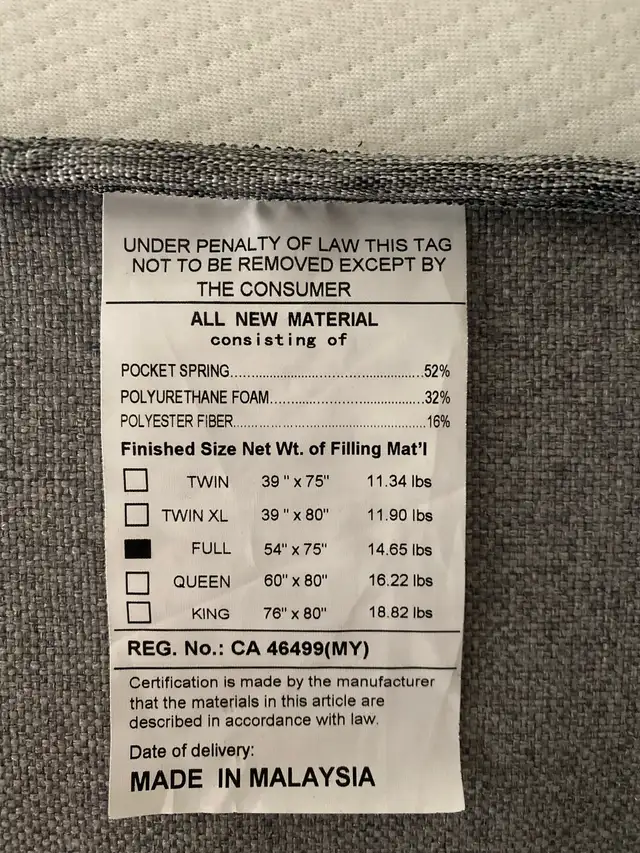 UNDER PENALTY OF LAW THIS TAG
NOT TO BE REMOVED EXCEPT BY
THE CONSUMER
ALL NEW MATERIAL
consisting of
POCKET SPRING..........................................52%
POLYURETHANE FOAM..................................32%
POLYESTER FIBER..........................................16%
Finished Size Net Wt. of Filling Mat'l
TWIN 39" x 75" 11.34 lbs
TWIN XL 39" x 80" 11.90 lbs
FULL 54" x 75" 14.65 lbs
QUEEN 60" x 80" 16.22 lbs
KING 76" x 80" 18.82 lbs
REG. No.: CA 46499(MY)
Certification is made by the manufacturer
that the materials in this article are
described in accordance with law.
Date of delivery:
MADE IN MALAYSIA